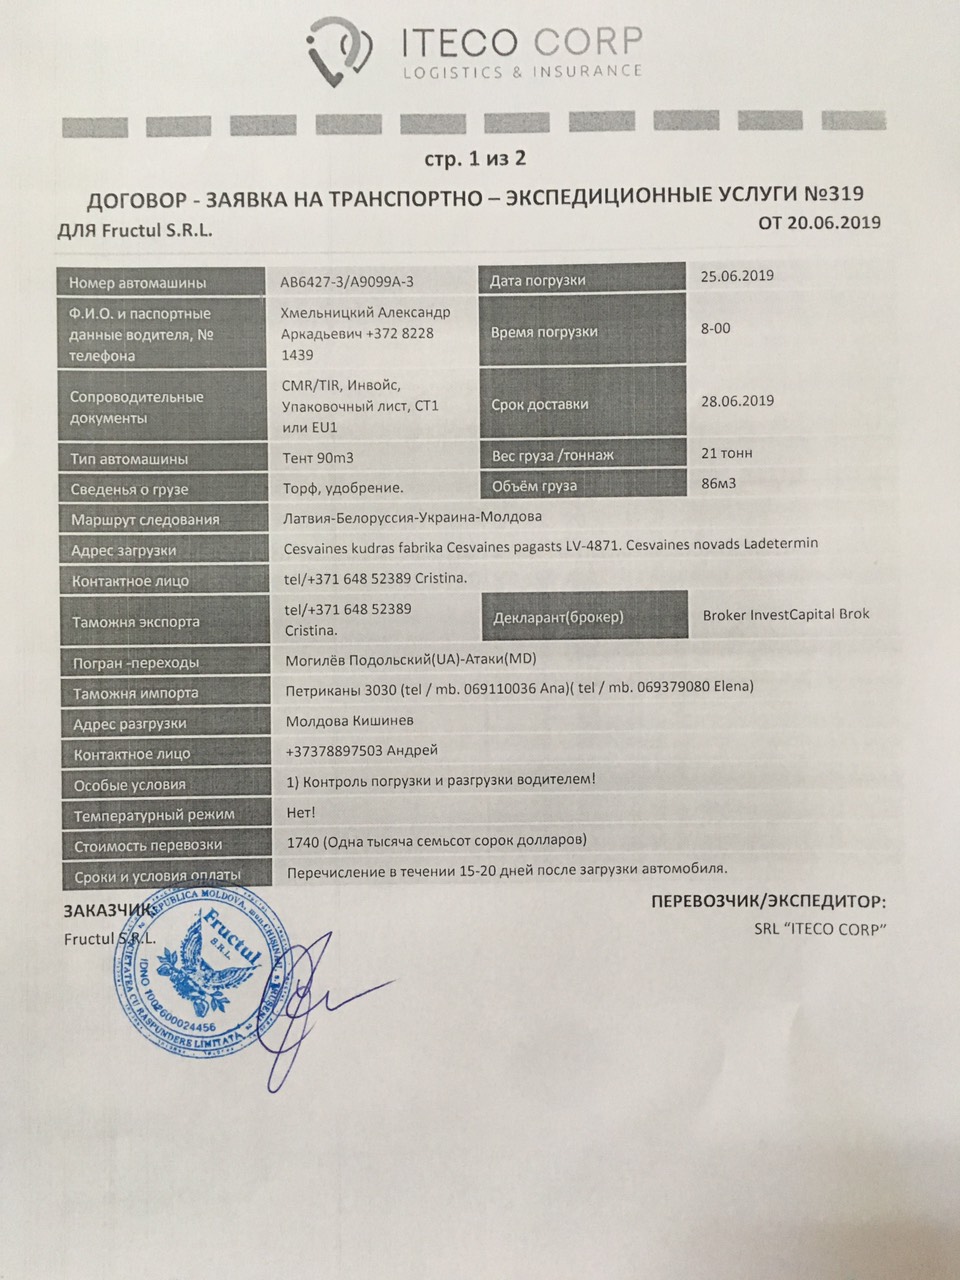 ITECO CORP
LOGISTICS & INSURANCE
стр. 1 из 2
ДОГОВОР - ЗАЯВКА НА ТРАНСПОРТНО – ЭКСПЕДИЦИОННЫЕ УСЛУГИ №319
ДЛЯ Fructul S.R.L. ОТ 20.06.2019
Номер автомашины АВ6427-3/А9099А-3 Дата погрузки 25.06.2019
Ф.И.О. и паспортные
данные водителя, №
телефона
Хмельницкий Александр
Аркадьевич +372 8228
1439
Время погрузки 8-00
Сопроводительные
документы
CMR/TIR, Инвойс,
Упаковочный лист, СТ1
или EU1
Срок доставки 28.06.2019
Тип автомашины Тент 90m3 Вес груза /тоннаж 21 тонн
Сведенья о грузе Торф, удобрение. Объём груза 86м3
Маршрут следования Латвия-Белоруссия-Украина-Молдова
Адрес загрузки Cesvaines kudras fabrika Cesvaines pagasts LV-4871. Cesvaines novads Ladetermin
Контактное лицо tel/+371 648 52389 Cristina.
Таможня экспорта
tel/+371 648 52389
Cristina.
Декларант(брокер) Broker InvestCapital Brok
Погран -переходы Могилёв Подольский(UA)-Атаки(MD)
Таможня импорта Петриканы 3030 (tel / mb. 069110036 Ana)( tel / mb. 069379080 Elena)
Адрес разгрузки Молдова Кишинев
Контактное лицо +37378897503 Андрей
Особые условия 1) Контроль погрузки и разгрузки водителем!
Температурный режим Нет!
Стоимость перевозки 1740 (Одна тысяча семьсот сорок долларов)
Сроки и условия оплаты Перечисление в течении 15-20 дней после загрузки автомобиля.
ЗАКАЗЧИК: ПЕРЕВОЗЧИК/ЭКСПЕДИТОР:
Fructul S.R.L. SRL “ITECO CORP”
REPUBLICA MOLDOVA, mun.CHIŞINĂU
Fructul
S.R.L.
IDNO 1002600024456
SOCIETATEA CU RĂSPUNDERE LIMITATĂ